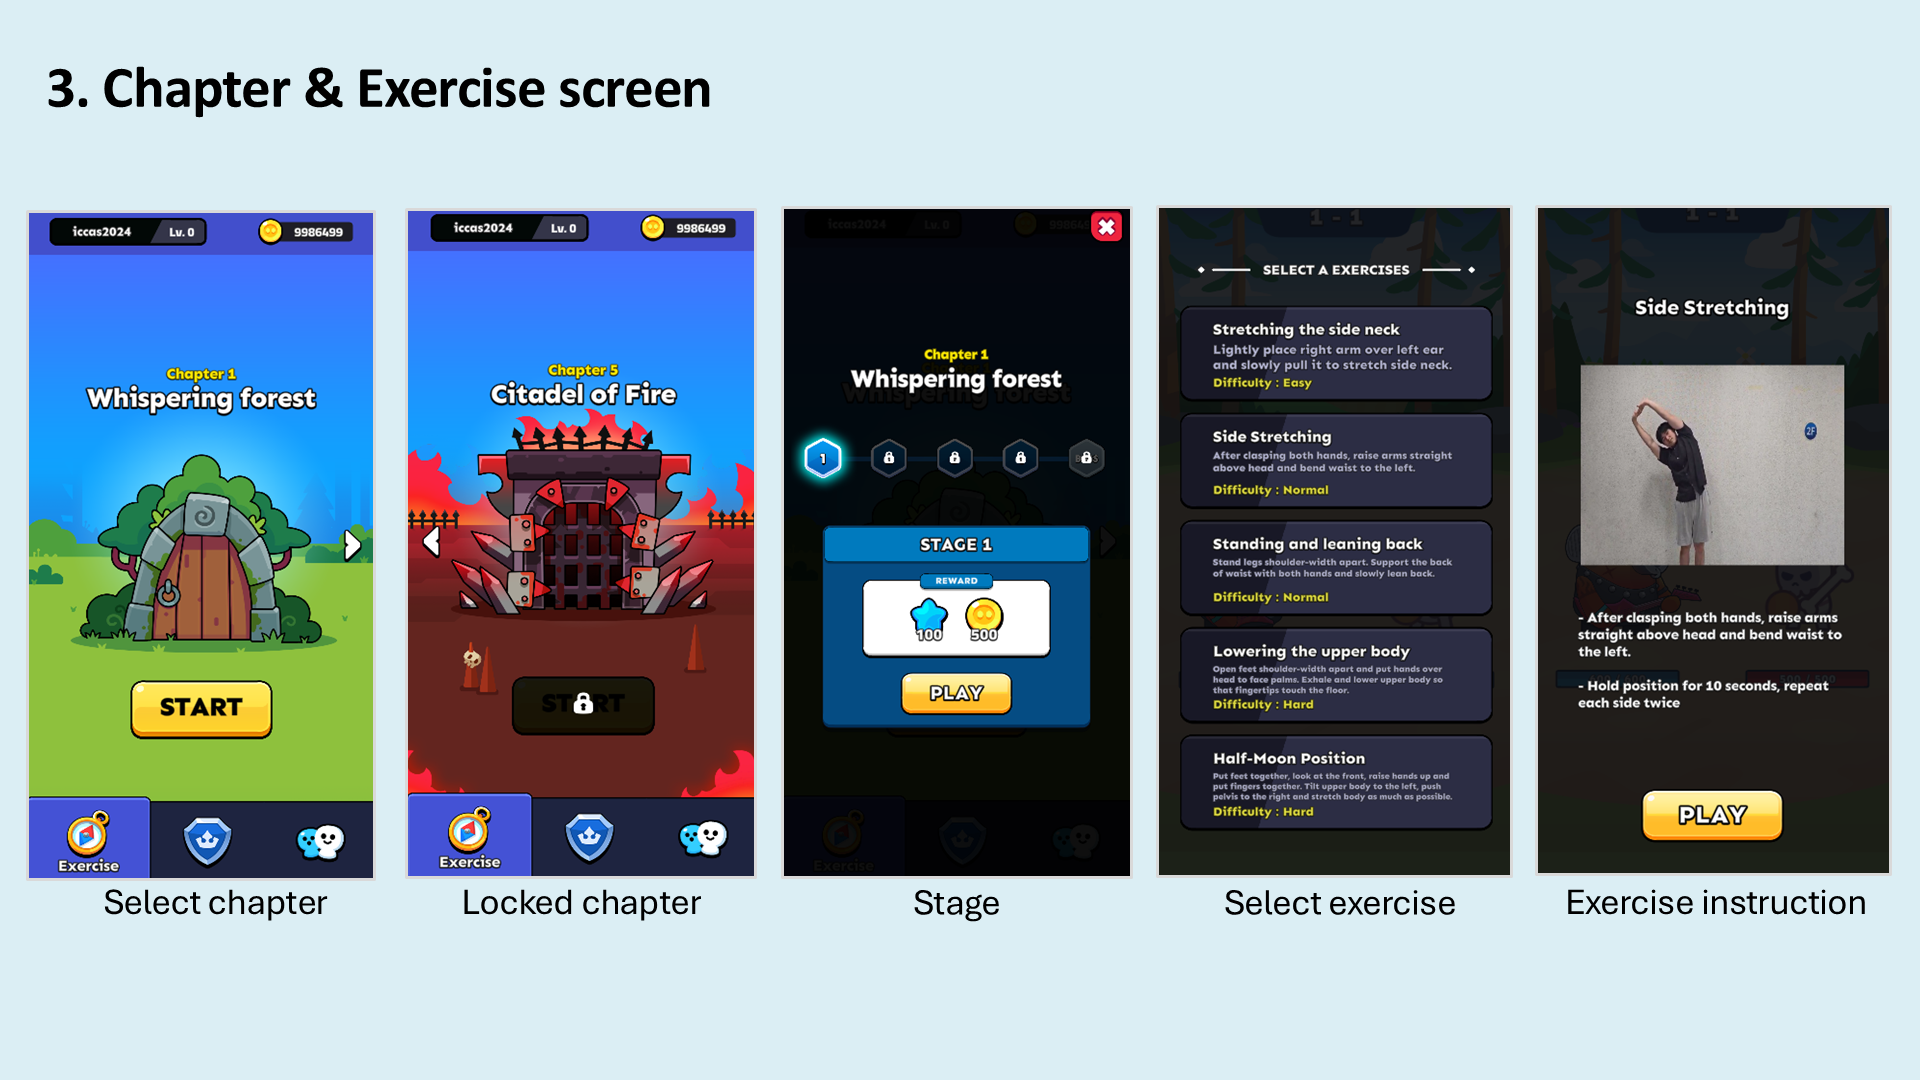 3. Chapter & Exercise screen
iccas2024
Lv. 0
9986499
Chapter 1
Whispering forest
START
Exercise
Select chapter
iccas2024
Lv. 0
9986499
Chapter 5
Citadel of Fire
START
Exercise
Locked chapter
iccas2024
Lv. 0
Chapter 1
Whispering forest
Whispering forest
1
STAGE 1
REWARD
100
500
PLAY
Exercise
Stage
1 - 1
SELECT A EXERCISES
Stretching the side neck
Lightly place right arm over left ear
and slowly pull it to stretch side neck.
Difficulty : Easy
Side Stretching
After clasping both hands, raise arms straight
above head and bend waist to the left.
Difficulty : Normal
Standing and leaning back
Stand legs shoulder-width apart. Support the back
of waist with both hands and slowly lean back.
Difficulty : Normal
Lowering the upper body
Open feet shoulder-width apart and put hands over
head to face palms. Exhale and lower upper body so
that fingertips touch the floor.
Difficulty : Hard
Half-Moon Position
Put feet together, look at the front, raise hands up and
put fingers together. Tilt upper body to the left, push
pelvis to the right and stretch body as much as possible.
Difficulty : Hard
Select exercise
1 - 1
Side Stretching
2F
- After clasping both hands, raise arms
straight above head and bend waist to
the left.
- Hold position for 10 seconds, repeat
each side twice
PLAY
Exercise instruction